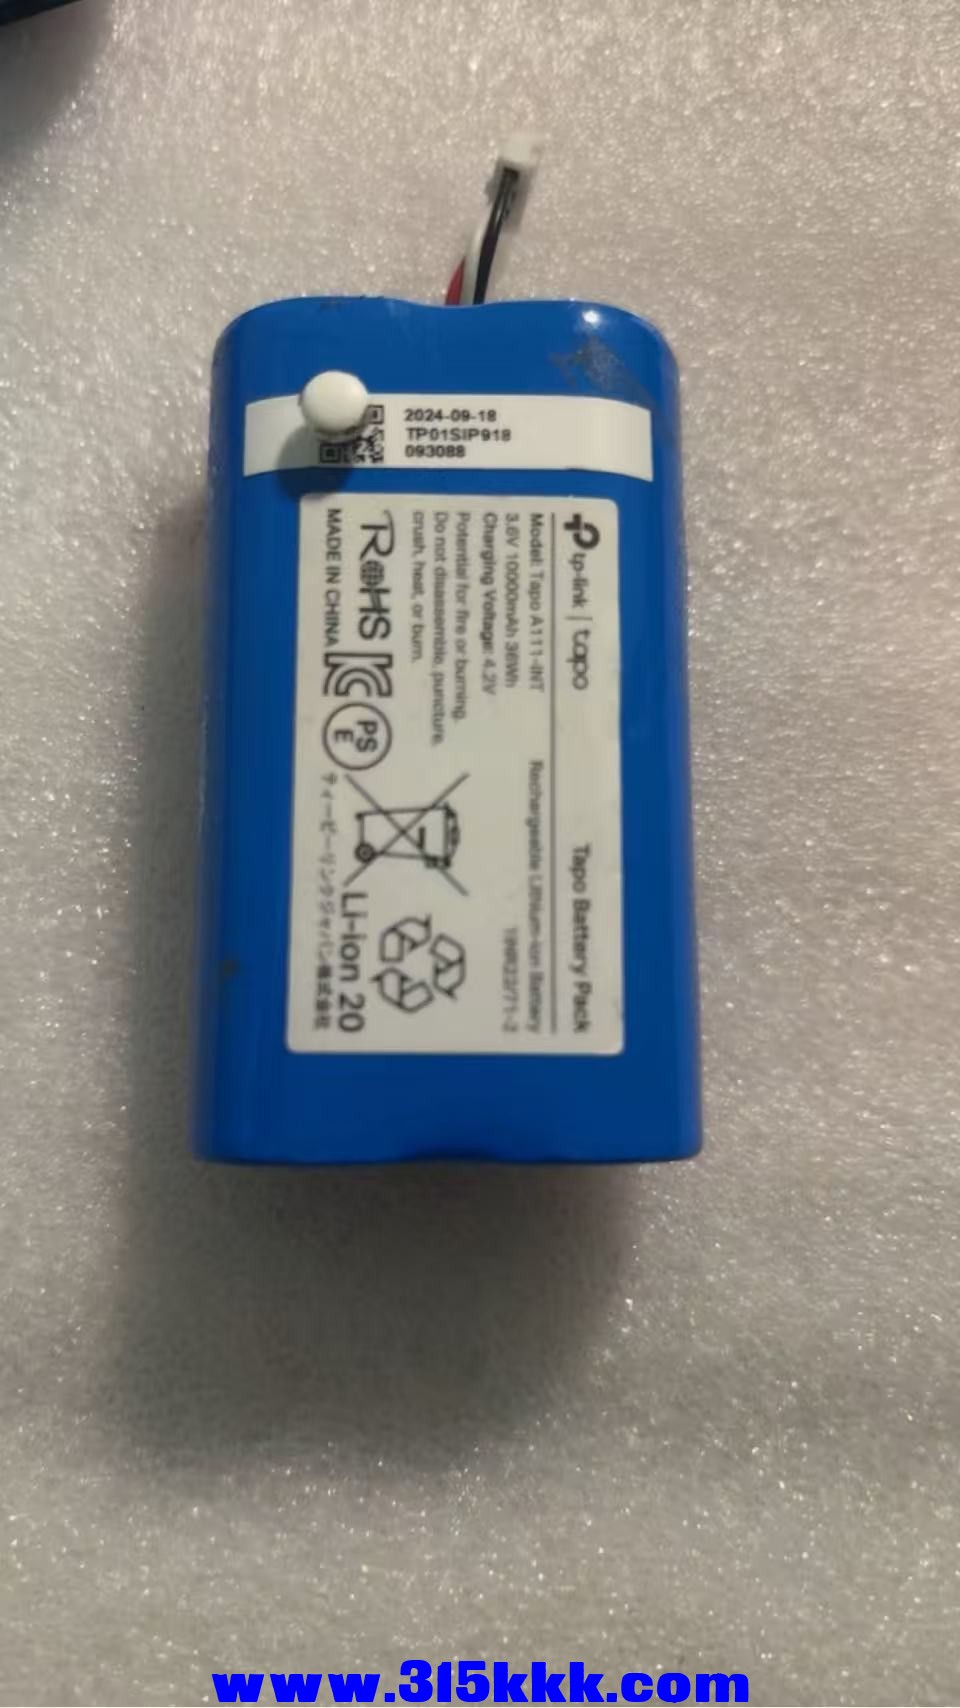 2024-09-18
TP01SIP918
093088
tp-link | tapo
Tapo Battery Pack
Model: Tapo A111-INT
Rechargeable Lithium-ion Battery
3.6V 10000mAh 36Wh
1INR22/71-2
Charging Voltage: 4.2V
Potential for fire or burning.
Do not disassemble, puncture,
crush, heat, or burn.
RoHS
PS
E
Li-ion 20
MADE IN CHINA
ティーピーリンクジャパン株式会社
www.315kkk.com